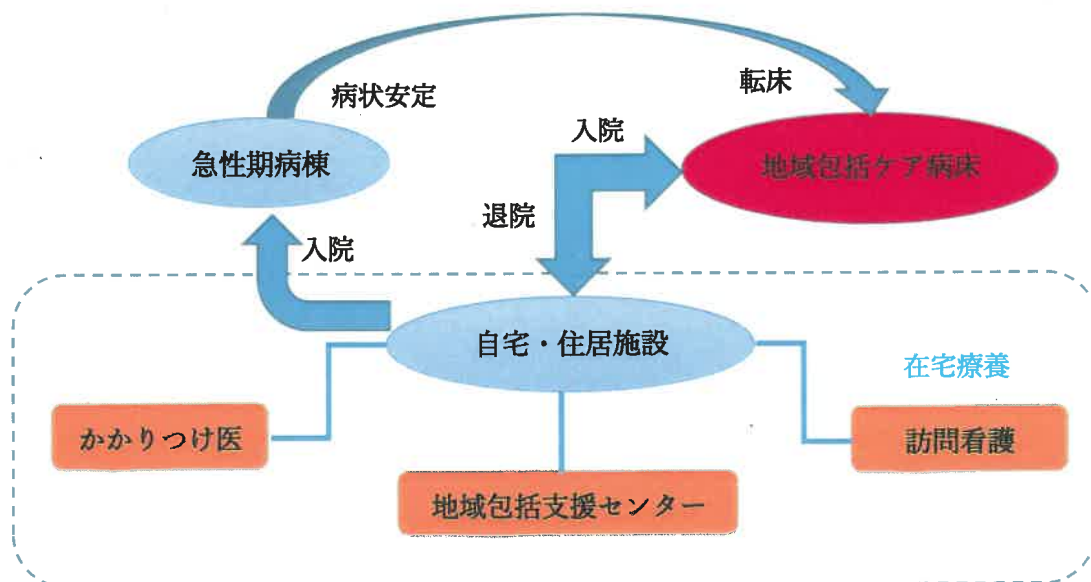 病状安定
転床
急性期病棟
入院
地域包括ケア病床
退院
入院
自宅・住居施設
在宅療養
かかりつけ医
訪問看護
地域包括支援センター